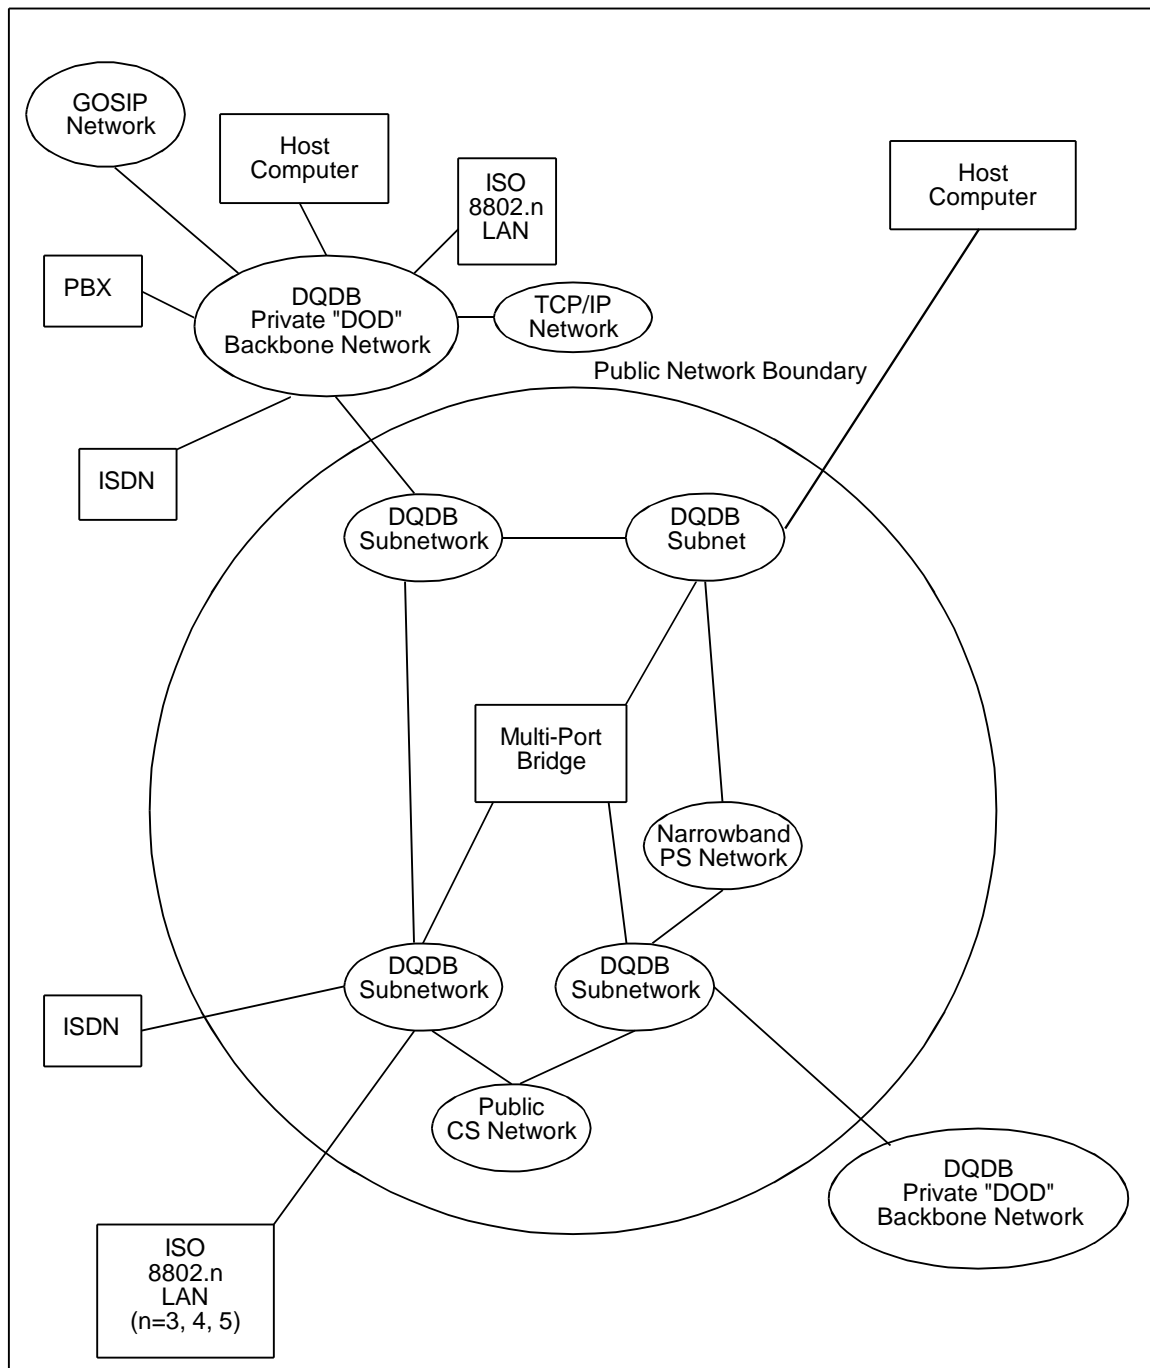 GOSIP
Network
Host
Computer
ISO
8802.n
LAN
Host
Computer
PBX
DQDB
Private "DOD"
Backbone Network
TCP/IP
Network
Public Network Boundary
ISDN
DQDB
Subnetwork
DQDB
Subnet
Multi-Port
Bridge
Narrowband
PS Network
DQDB
Subnetwork
DQDB
Subnetwork
ISDN
Public
CS Network
DQDB
Private "DOD"
Backbone Network
ISO
8802.n
LAN
(n=3, 4, 5)